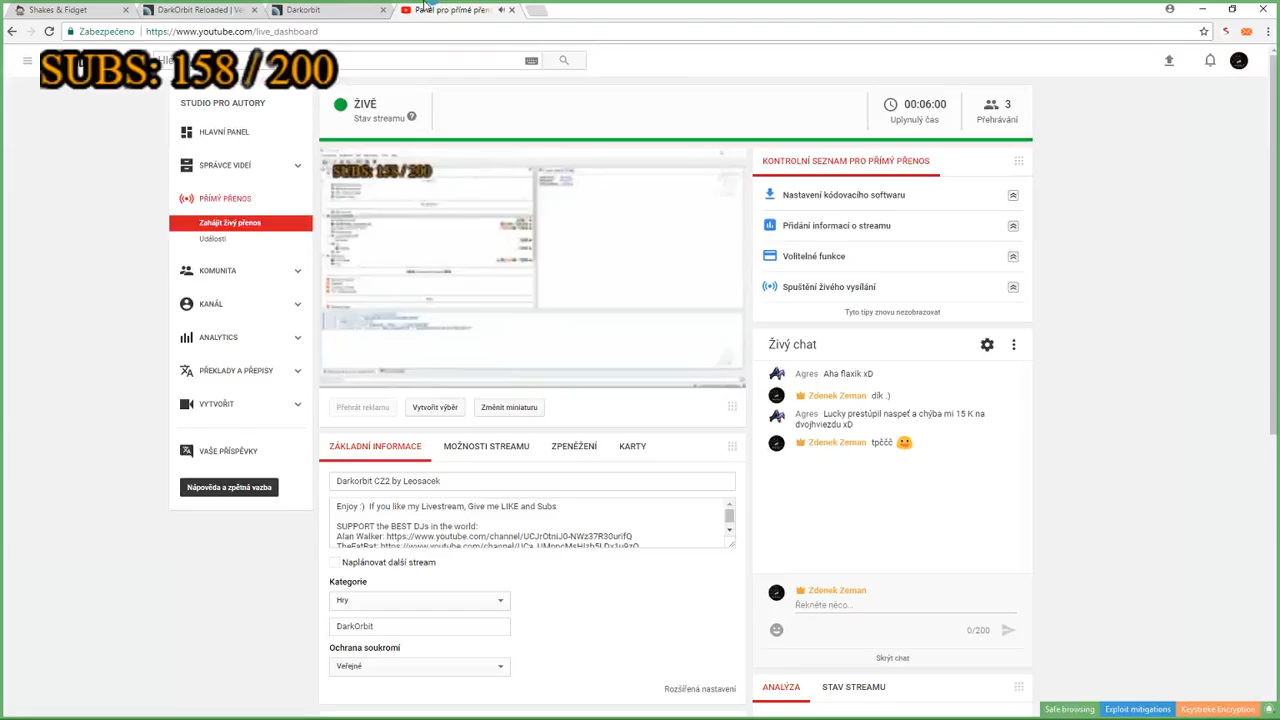 Shakes & Fidget
DarkOrbit Reloaded | Ve
Darkorbit
Panel pro přímé přen
Zabezpečeno
https://www.youtube.com/live_dashboard
SUBS: 158 / 200
STUDIO PRO AUTORY
HLAVNÍ PANEL
SPRÁVCE VIDEÍ
PŘÍMÝ PŘENOS
Zahájit živý přenos
Události
KOMUNITA
KANÁL
ANALYTICS
PŘEKLADY A PŘEPISY
VYTVOŘIT
VAŠE PŘÍSPĚVKY
Nápověda a zpětná vazba
ŽIVĚ
Stav streamu
00:06:00
Uplynulý čas
3
Přehrávání
SUBS: 158 / 200
Přehrát reklamu
Vytvořit výběr
Změnit miniaturu
ZÁKLADNÍ INFORMACE
MOŽNOSTI STREAMU
ZPENĚŽENÍ
KARTY
Darkorbit CZ2 by Leosacek
Enjoy :) If you like my Livestream, Give me LIKE and Subs
SUPPORT the BEST DJs in the world:
Alan Walker: https://www.youtube.com/channel/UCJrOtniJ0-NWz37R30urifQ
Naplánovat další stream
Kategorie
Hry
DarkOrbit
Ochrana soukromí
Veřejné
Rozšířená nastavení
KONTROLNÍ SEZNAM PRO PŘÍMÝ PŘENOS
Nastavení kódovacího softwaru
Přidání informací o streamu
Volitelné funkce
Spuštění živého vysílání
Tyto tipy znovu nezobrazovat
Živý chat
Agres Aha flaxik xD
Zdenek Zeman dík .)
Agres Lucky prestúpil naspeť a chýba mi 15 K na
dvojhviezdu xD
Zdenek Zeman tpččč
Zdenek Zeman
Řekněte něco...
0/200
Skrýt chat
ANALÝZA
STAV STREAMU
Safe browsing
Exploit mitigations
Keystroke Encryption